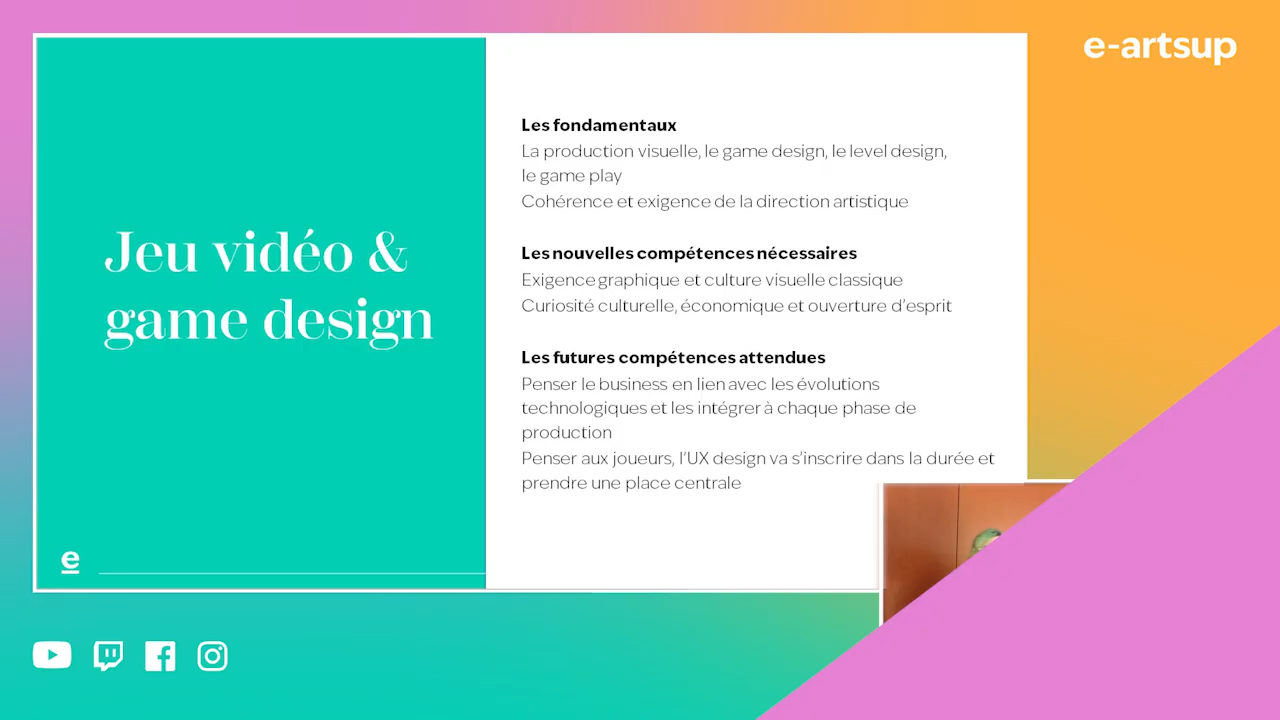 e-artsup
Jeu vidéo &
game design
Les fondamentaux
La production visuelle, le game design, le level design,
le game play
Cohérence et exigence de la direction artistique
Les nouvelles compétences nécessaires
Exigence graphique et culture visuelle classique
Curiosité culturelle, économique et ouverture d'esprit
Les futures compétences attendues
Penser le business en lien avec les évolutions
technologiques et les intégrer à chaque phase de
production
Penser aux joueurs, l'UX design va s'inscrire dans la durée et
prendre une place centrale
e